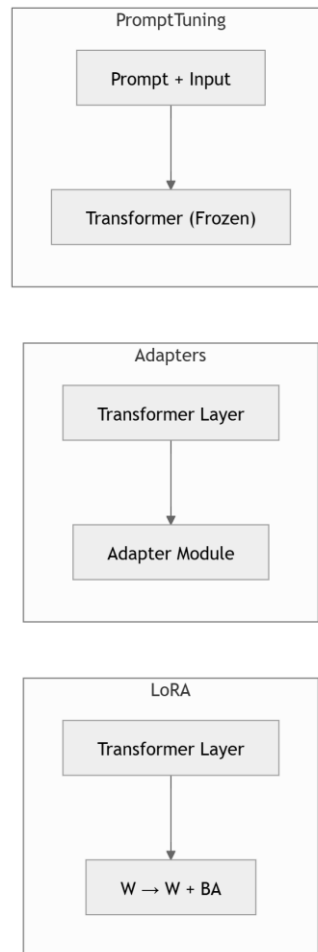 PromptTuning
Prompt + Input
Transformer (Frozen)
Adapters
Transformer Layer
Adapter Module
LoRA
Transformer Layer
W → W + BA